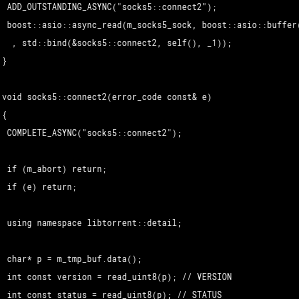 ADD_OUTSTANDING_ASYNC("socks5::connect2");
boost::asio::async_read(m_socks5_sock, boost::asio::buffer(
, std::bind(&socks5::connect2, self(), _1));
}
void socks5::connect2(error_code const& e)
{
COMPLETE_ASYNC("socks5::connect2");
if (m_abort) return;
if (e) return;
using namespace libtorrent::detail;
char* p = m_tmp_buf.data();
int const version = read_uint8(p); // VERSION
int const status = read_uint8(p); // STATUS